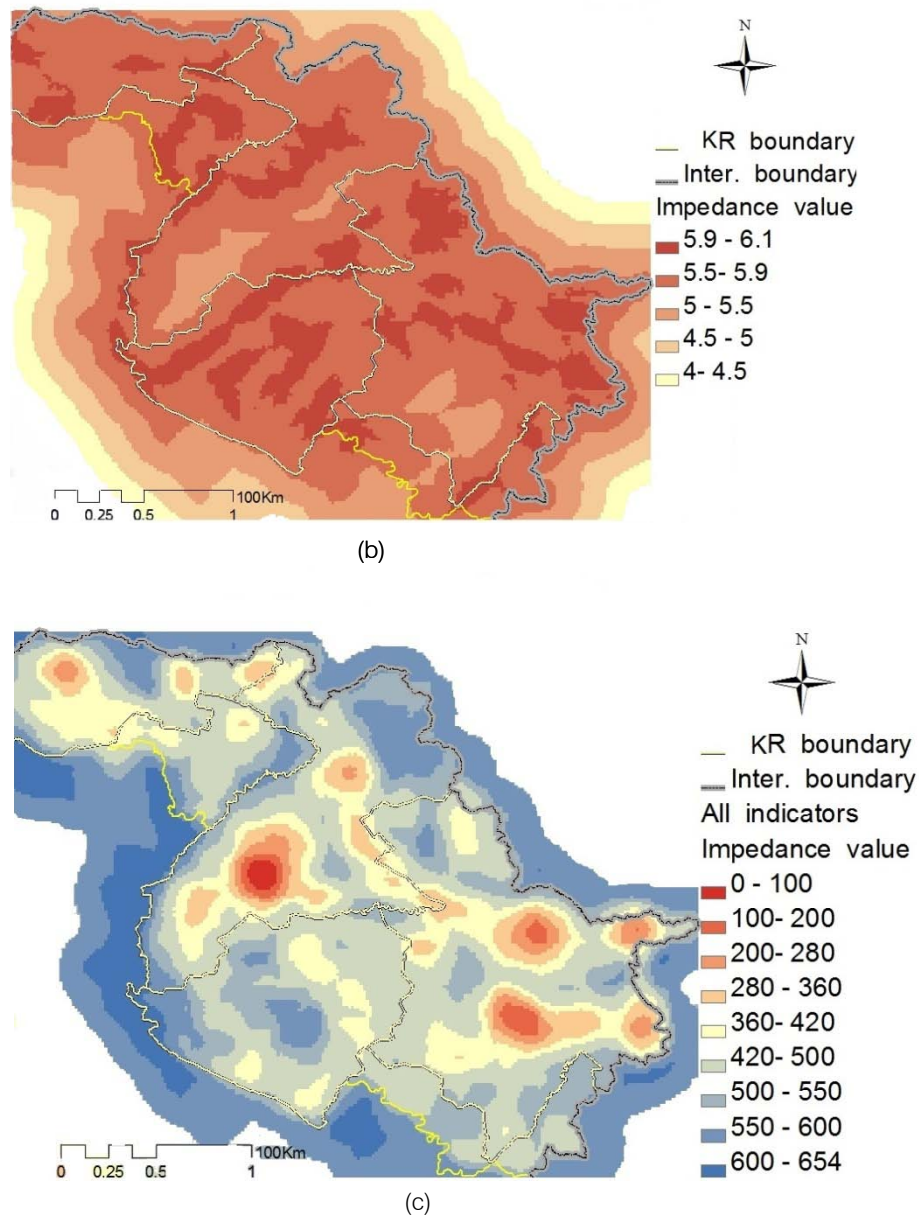 N
KR boundary
Inter. boundary
Impedance value
5.9 - 6.1
5.5- 5.9
5 - 5.5
4.5 - 5
4- 4.5
100Km
0 0.25 0.5 1
(b)
N
KR boundary
Inter. boundary
All indicators
Impedance value
0 - 100
100- 200
200- 280
280 - 360
360- 420
420- 500
500 - 550
550 - 600
600 - 654
100Km
0 0.25 0.5 1
(c)